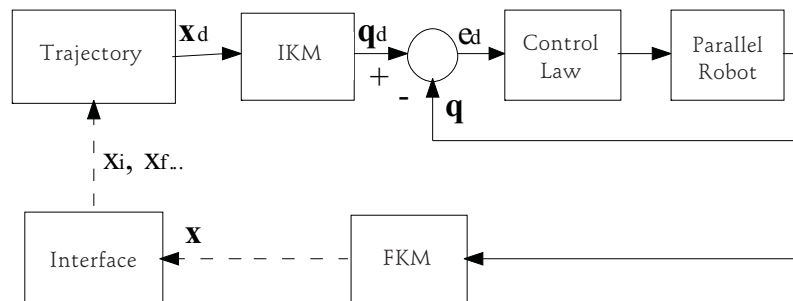 Trajectory
xd
IKM
qd
+
-
ed
Control
Law
Parallel
Robot
q
xi, xf...
Interface
x
FKM